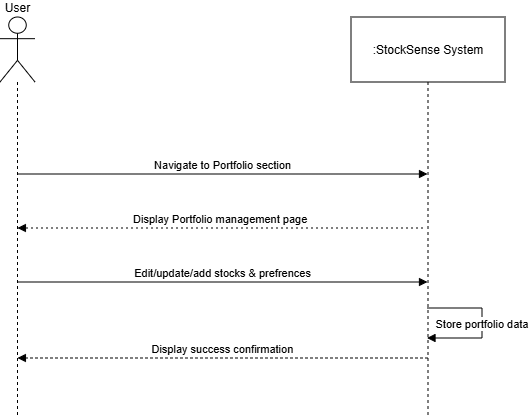 User
:StockSense System
Navigate to Portfolio section
Display Portfolio management page
Edit/update/add stocks & prefrences
Store portfolio data
Display success confirmation